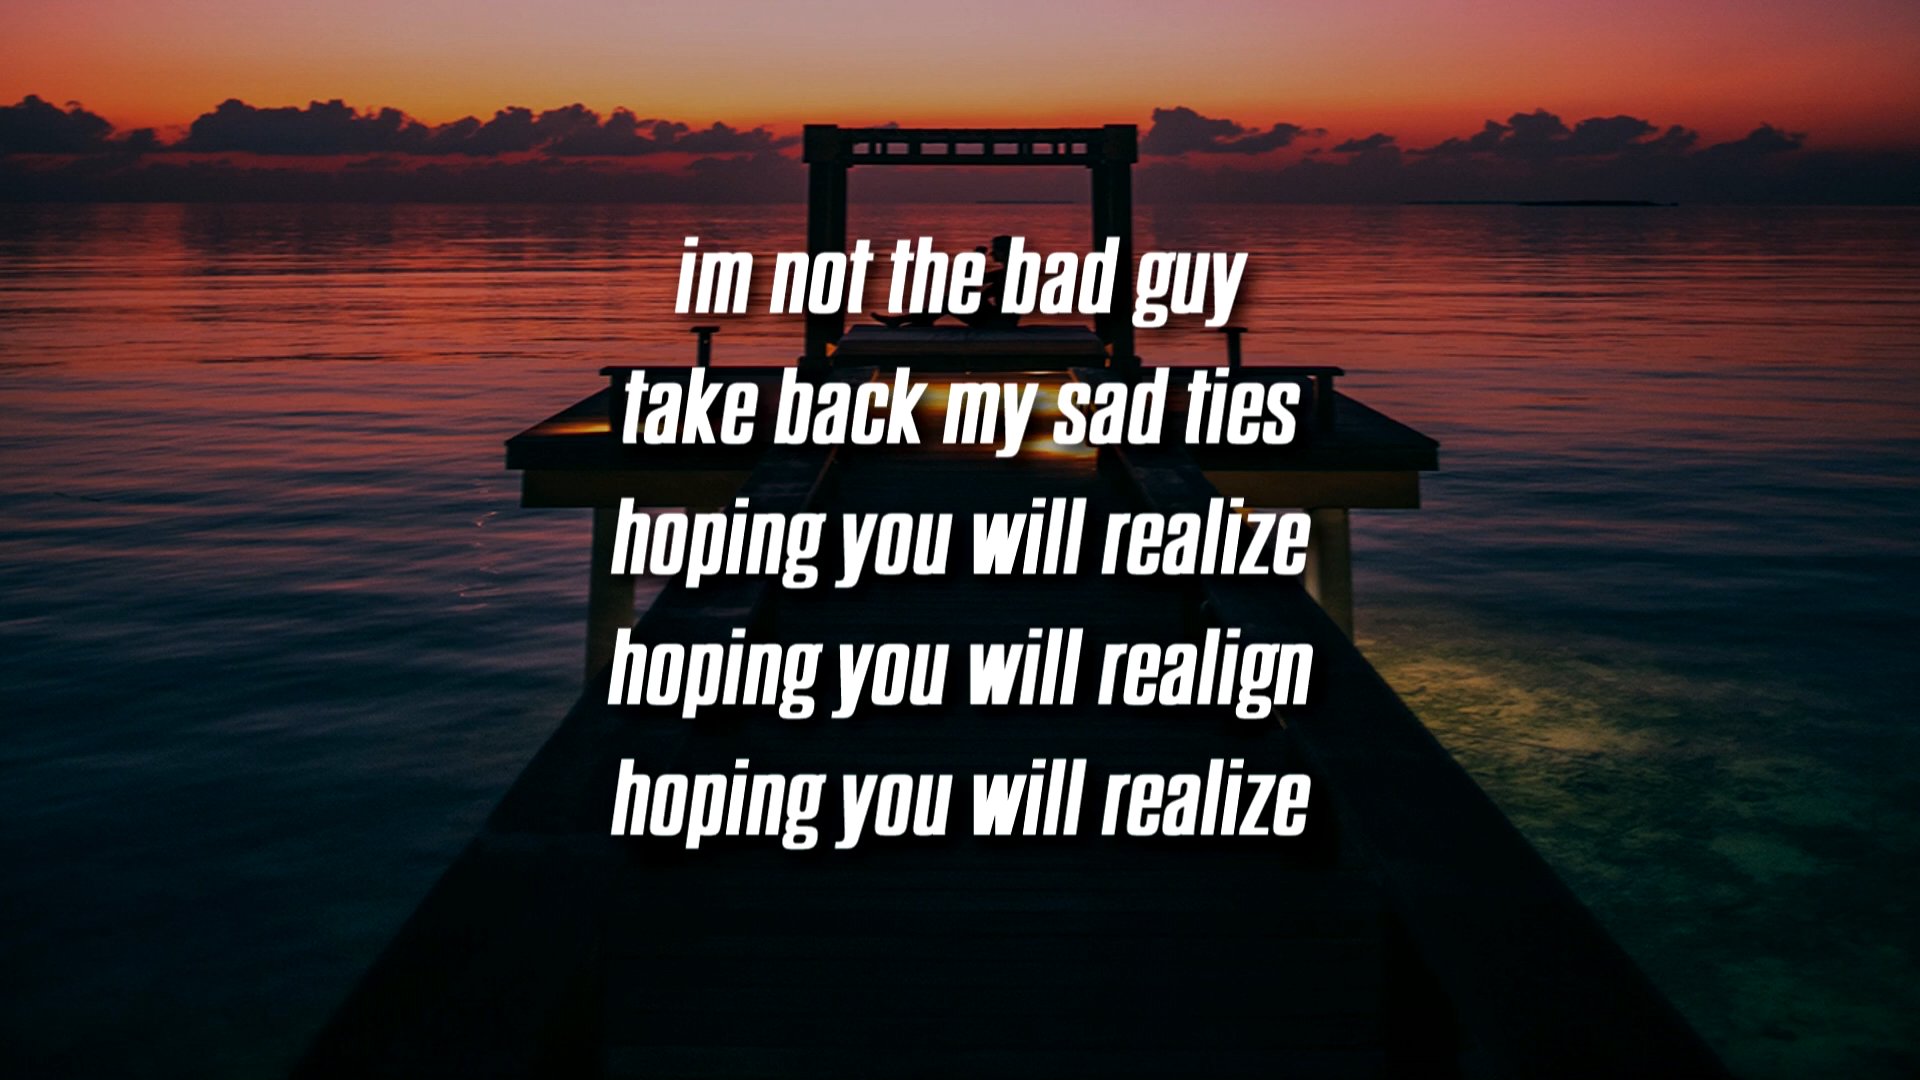 im not the bad guy
take back my sad ties
hoping you will realize
hoping you will realign
hoping you will realize